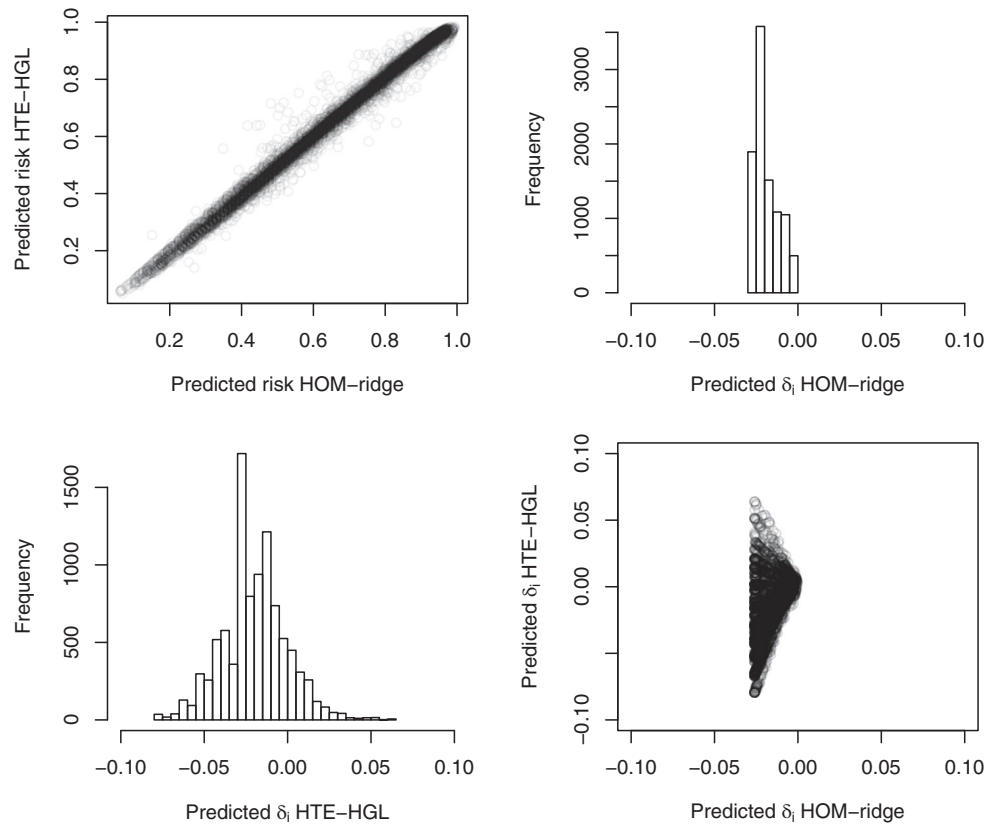 Predicted risk HTE−HGL
1.0
0.8
0.6
0.4
0.2
0.2 0.4 0.6 0.8 1.0
Predicted risk HOM−ridge
Frequency
3000
2000
1000
0
−0.10 −0.05 0.00 0.05 0.10
Predicted δi HOM−ridge
Frequency
1500
1000
500
0
−0.10 −0.05 0.00 0.05 0.10
Predicted δi HTE−HGL
Predicted δi HTE−HGL
0.10
0.05
0.00
−0.10
−0.10 −0.05 0.00 0.05 0.10
Predicted δi HOM−ridge